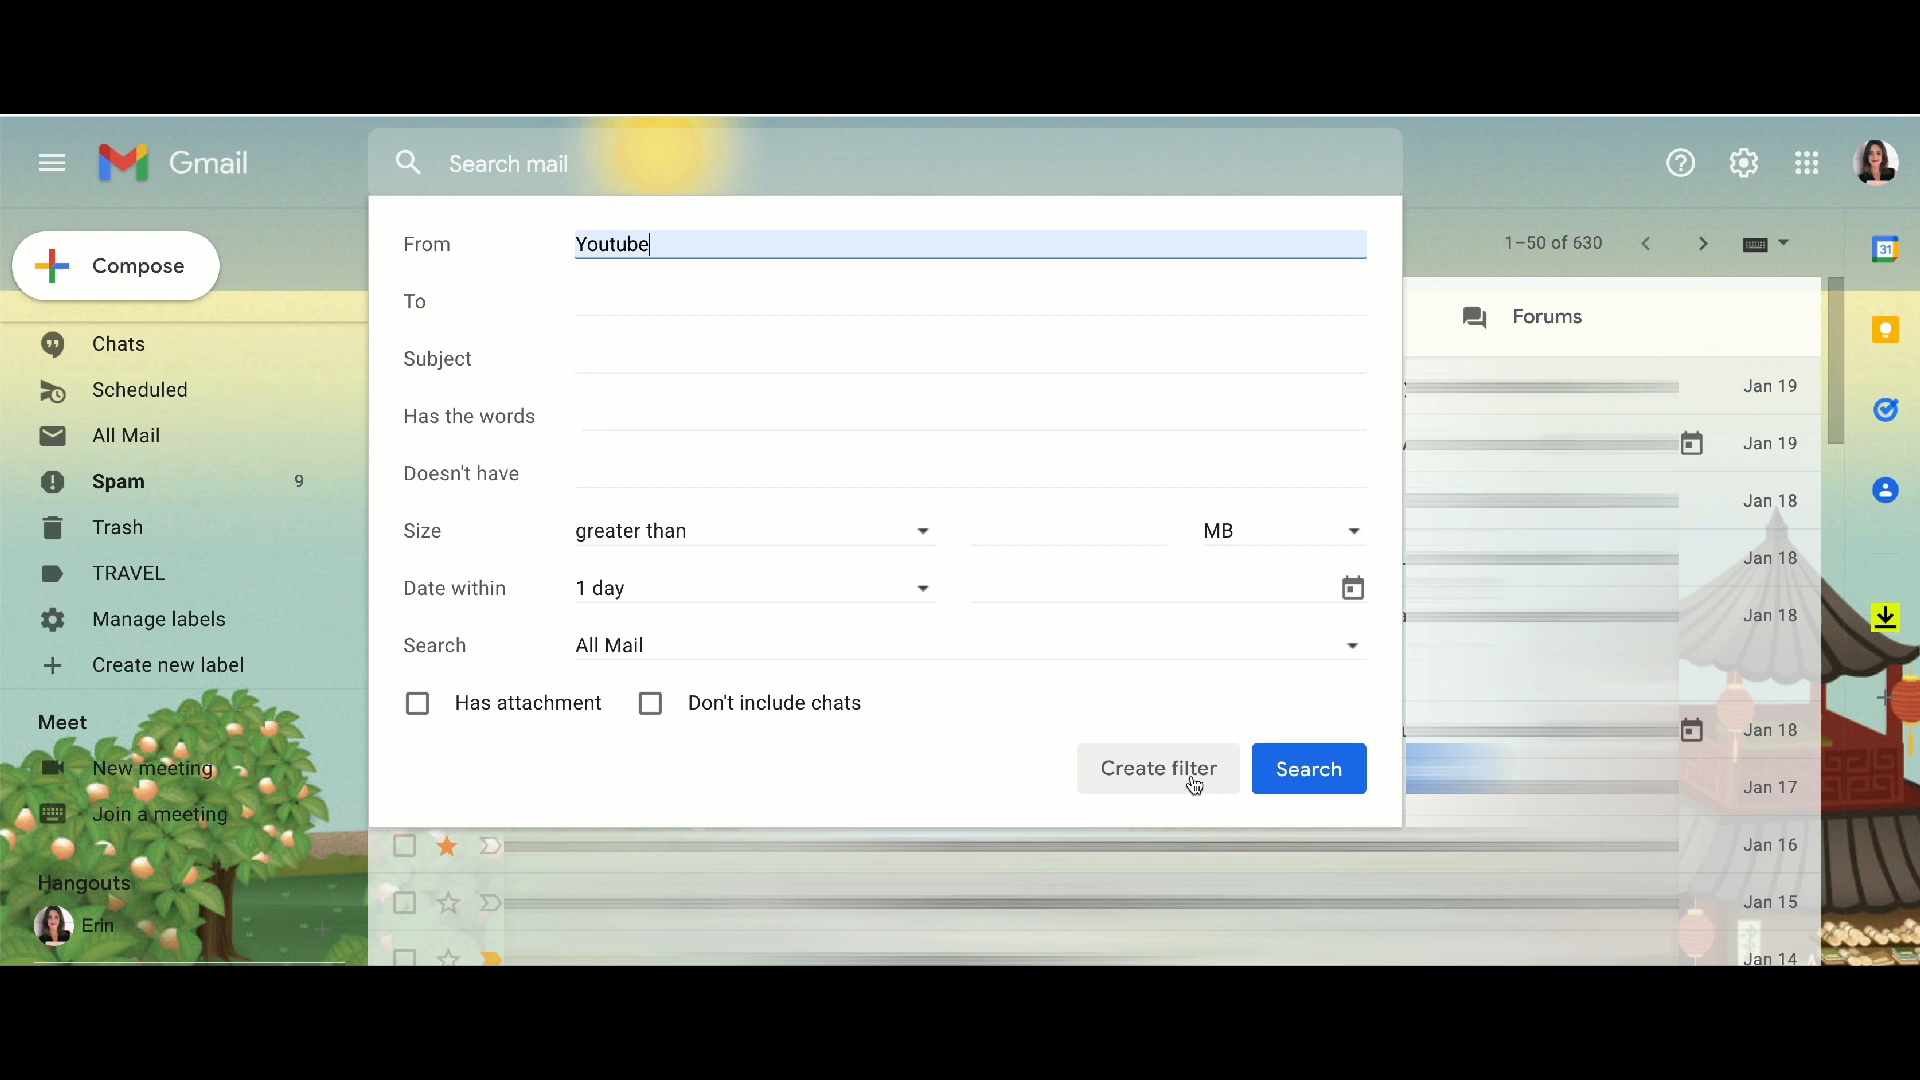 Gmail
Search mail
Compose
Chats
Scheduled
All Mail
Spam 9
Trash
TRAVEL
Manage labels
Create new label
Meet
New meeting
Join a meeting
Hangouts
Erin
From Youtube
To
Subject
Has the words
Doesn't have
Size greater than MB
Date within 1 day
Search All Mail
Has attachment Don't include chats
Create filter Search
1–50 of 630
Forums
Jan 19
Jan 19
Jan 18
Jan 18
Jan 18
Jan 18
Jan 17
Jan 16
Jan 15
Jan 14
31